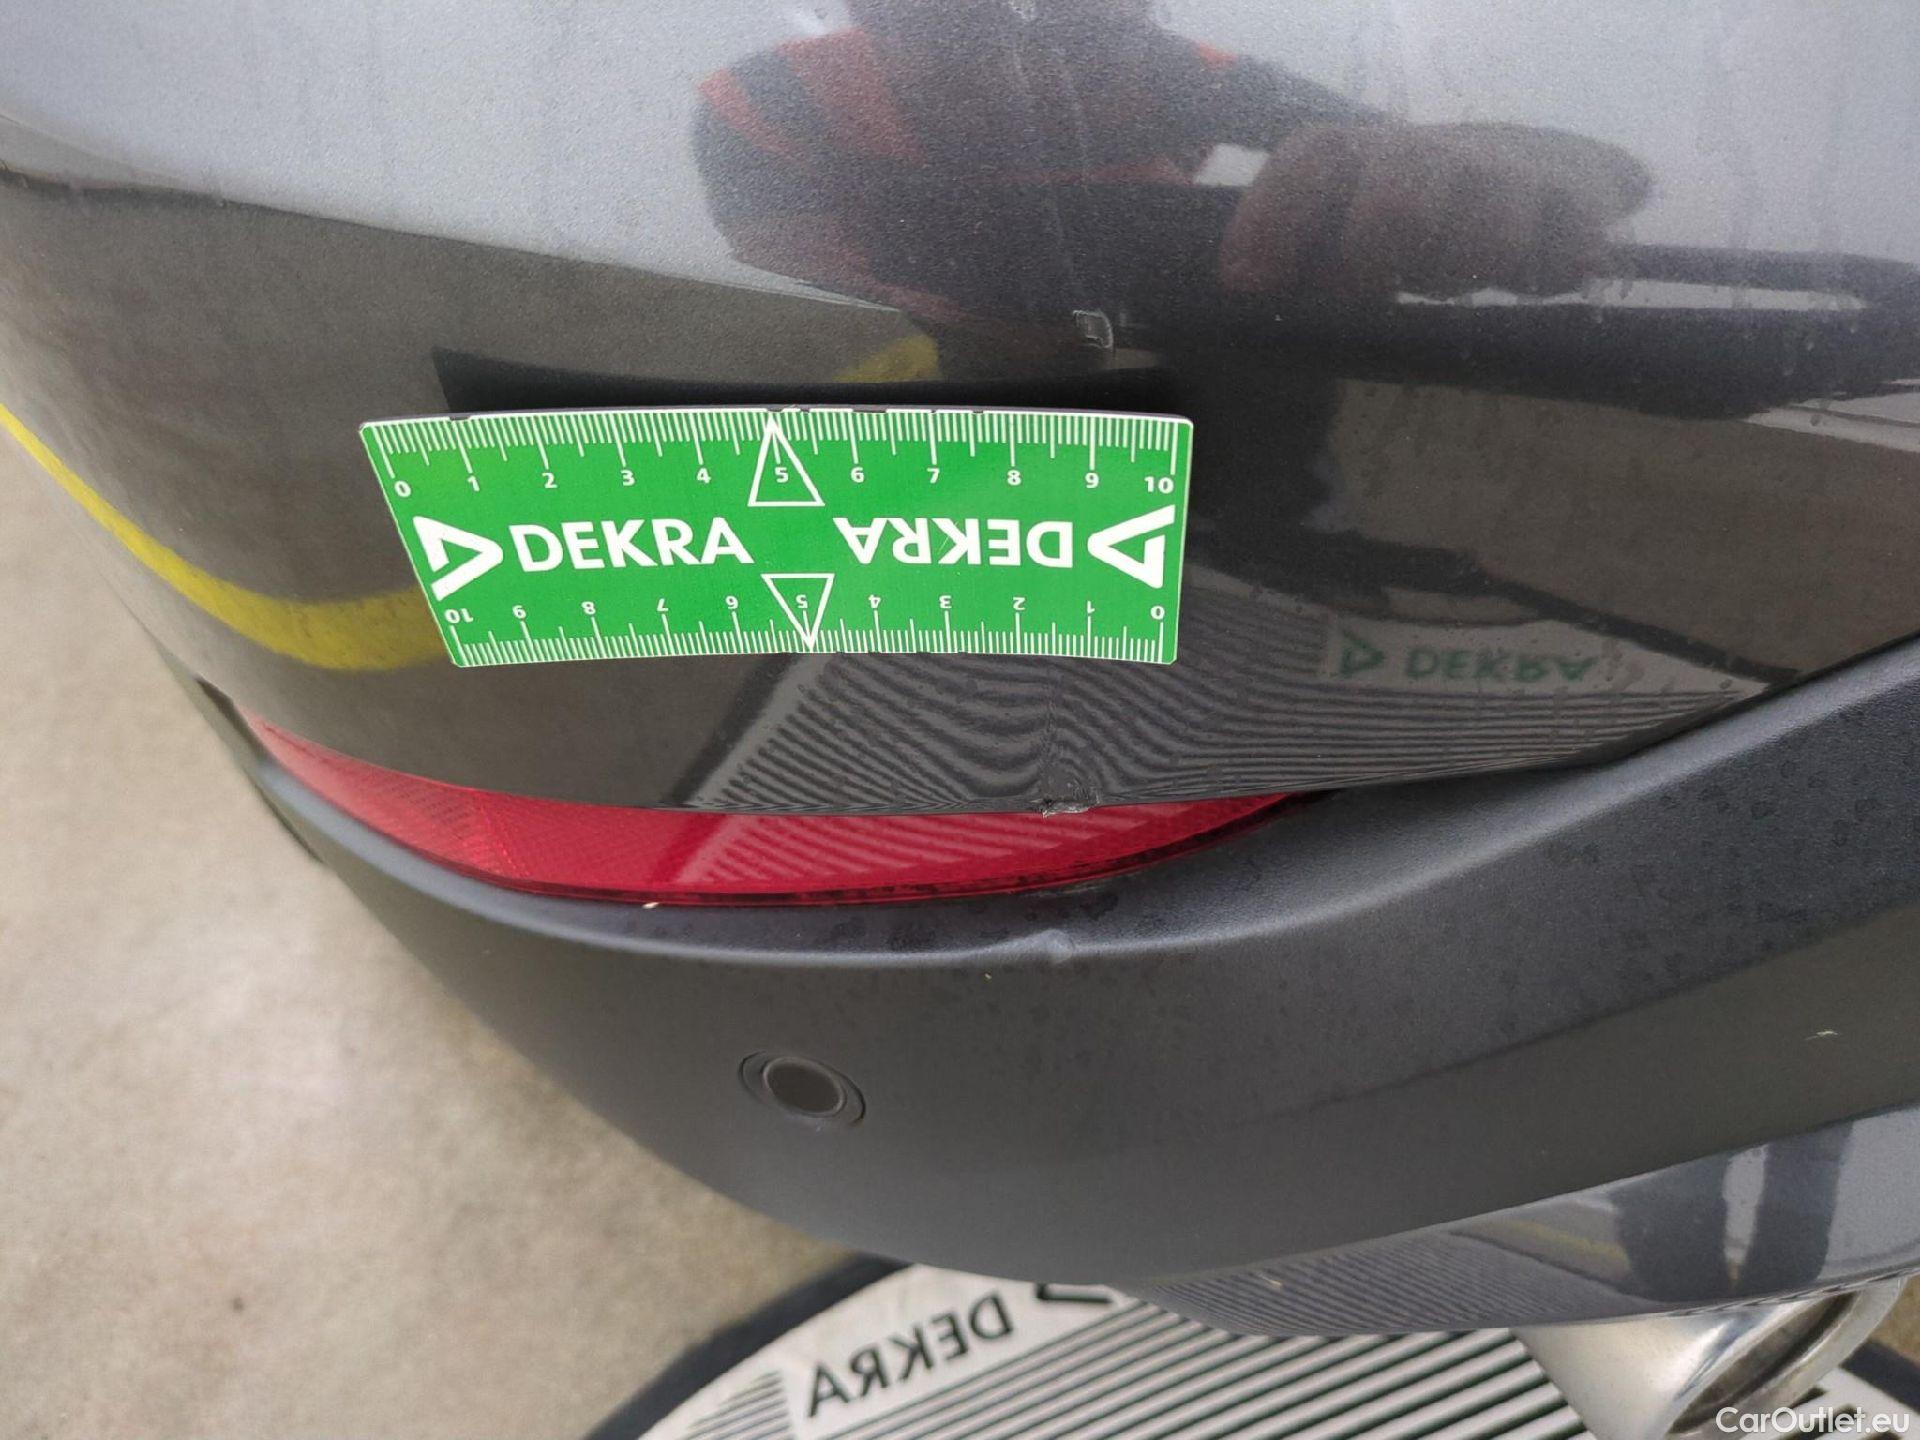 0 1 2 3 4 5 6 7 8 9 10
DEKRA DEKRA
10 9 8 7 6 5 4 3 2 1 0
DEKRA
DEKRA
CarOutlet.eu